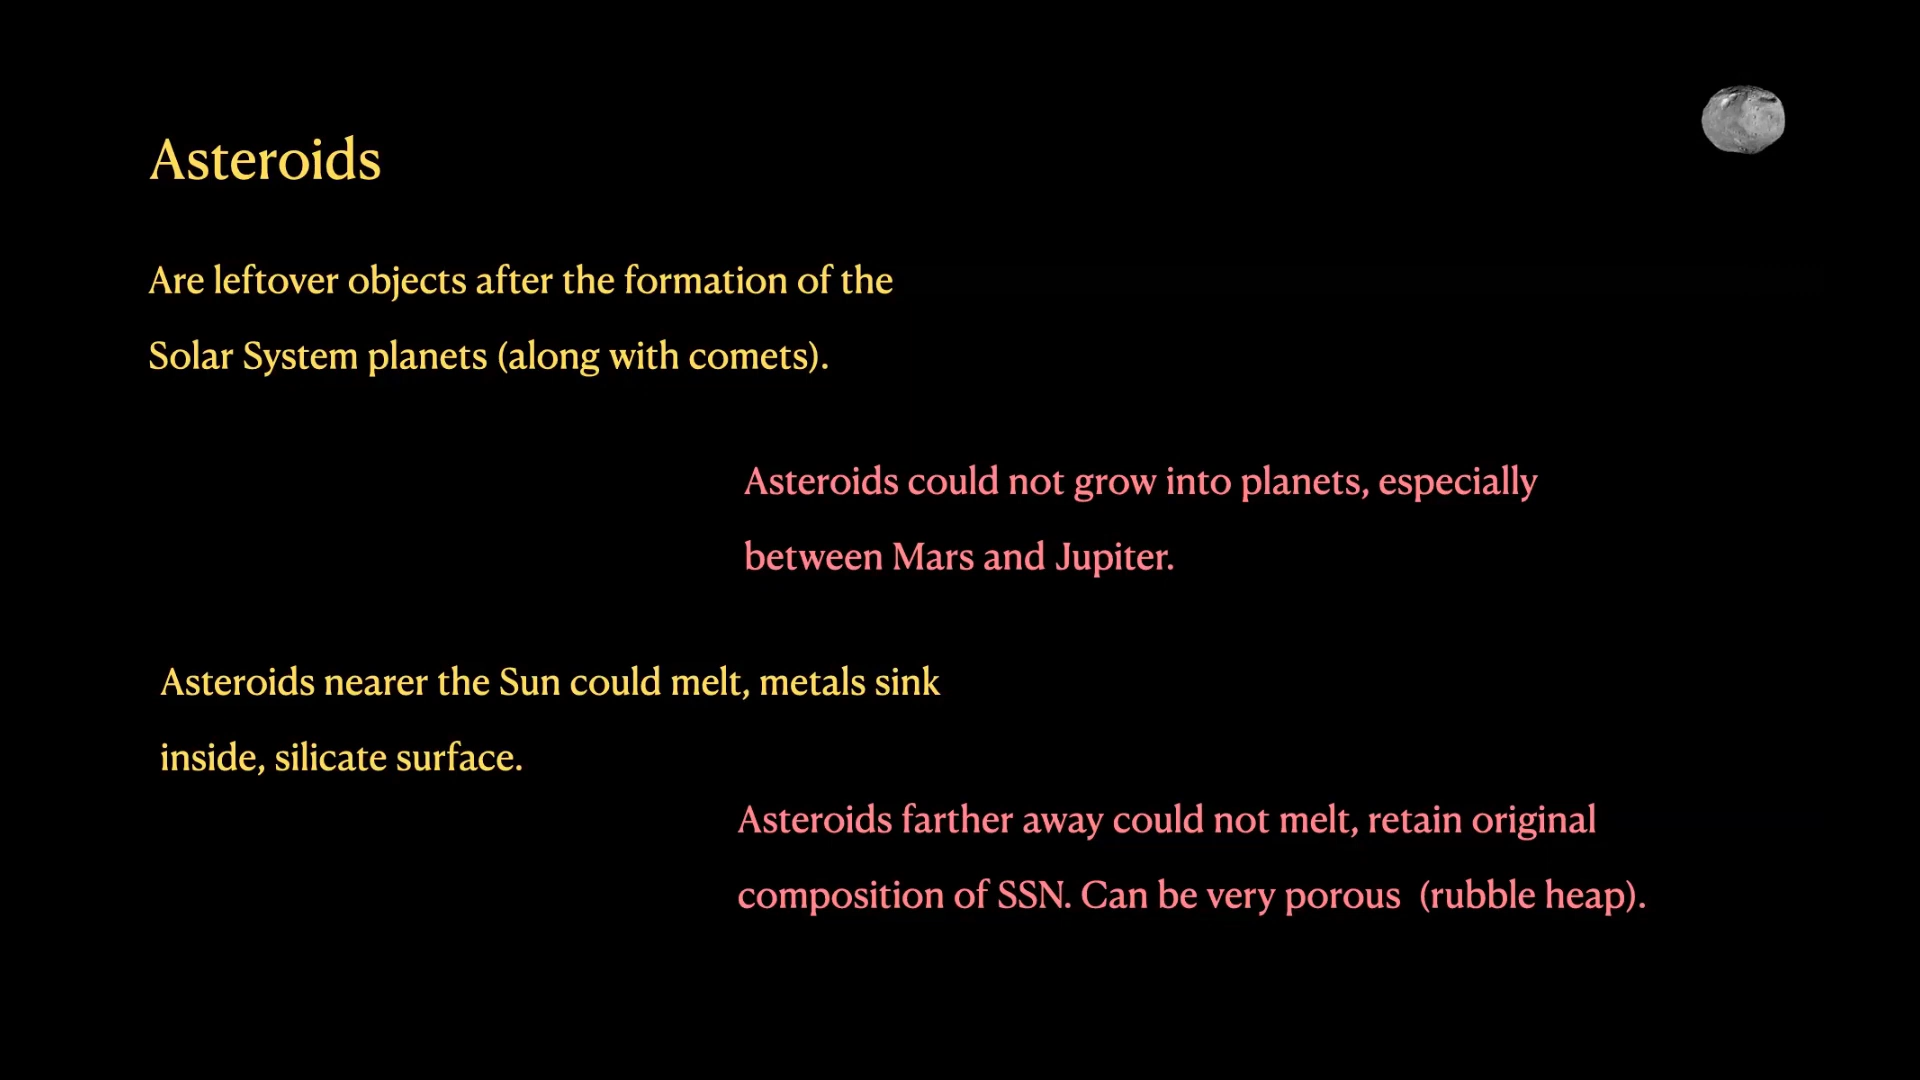 Asteroids
Are leftover objects after the formation of the
Solar System planets (along with comets).
Asteroids could not grow into planets, especially
between Mars and Jupiter.
Asteroids nearer the Sun could melt, metals sink
inside, silicate surface.
Asteroids farther away could not melt, retain original
composition of SSN. Can be very porous  (rubble heap).